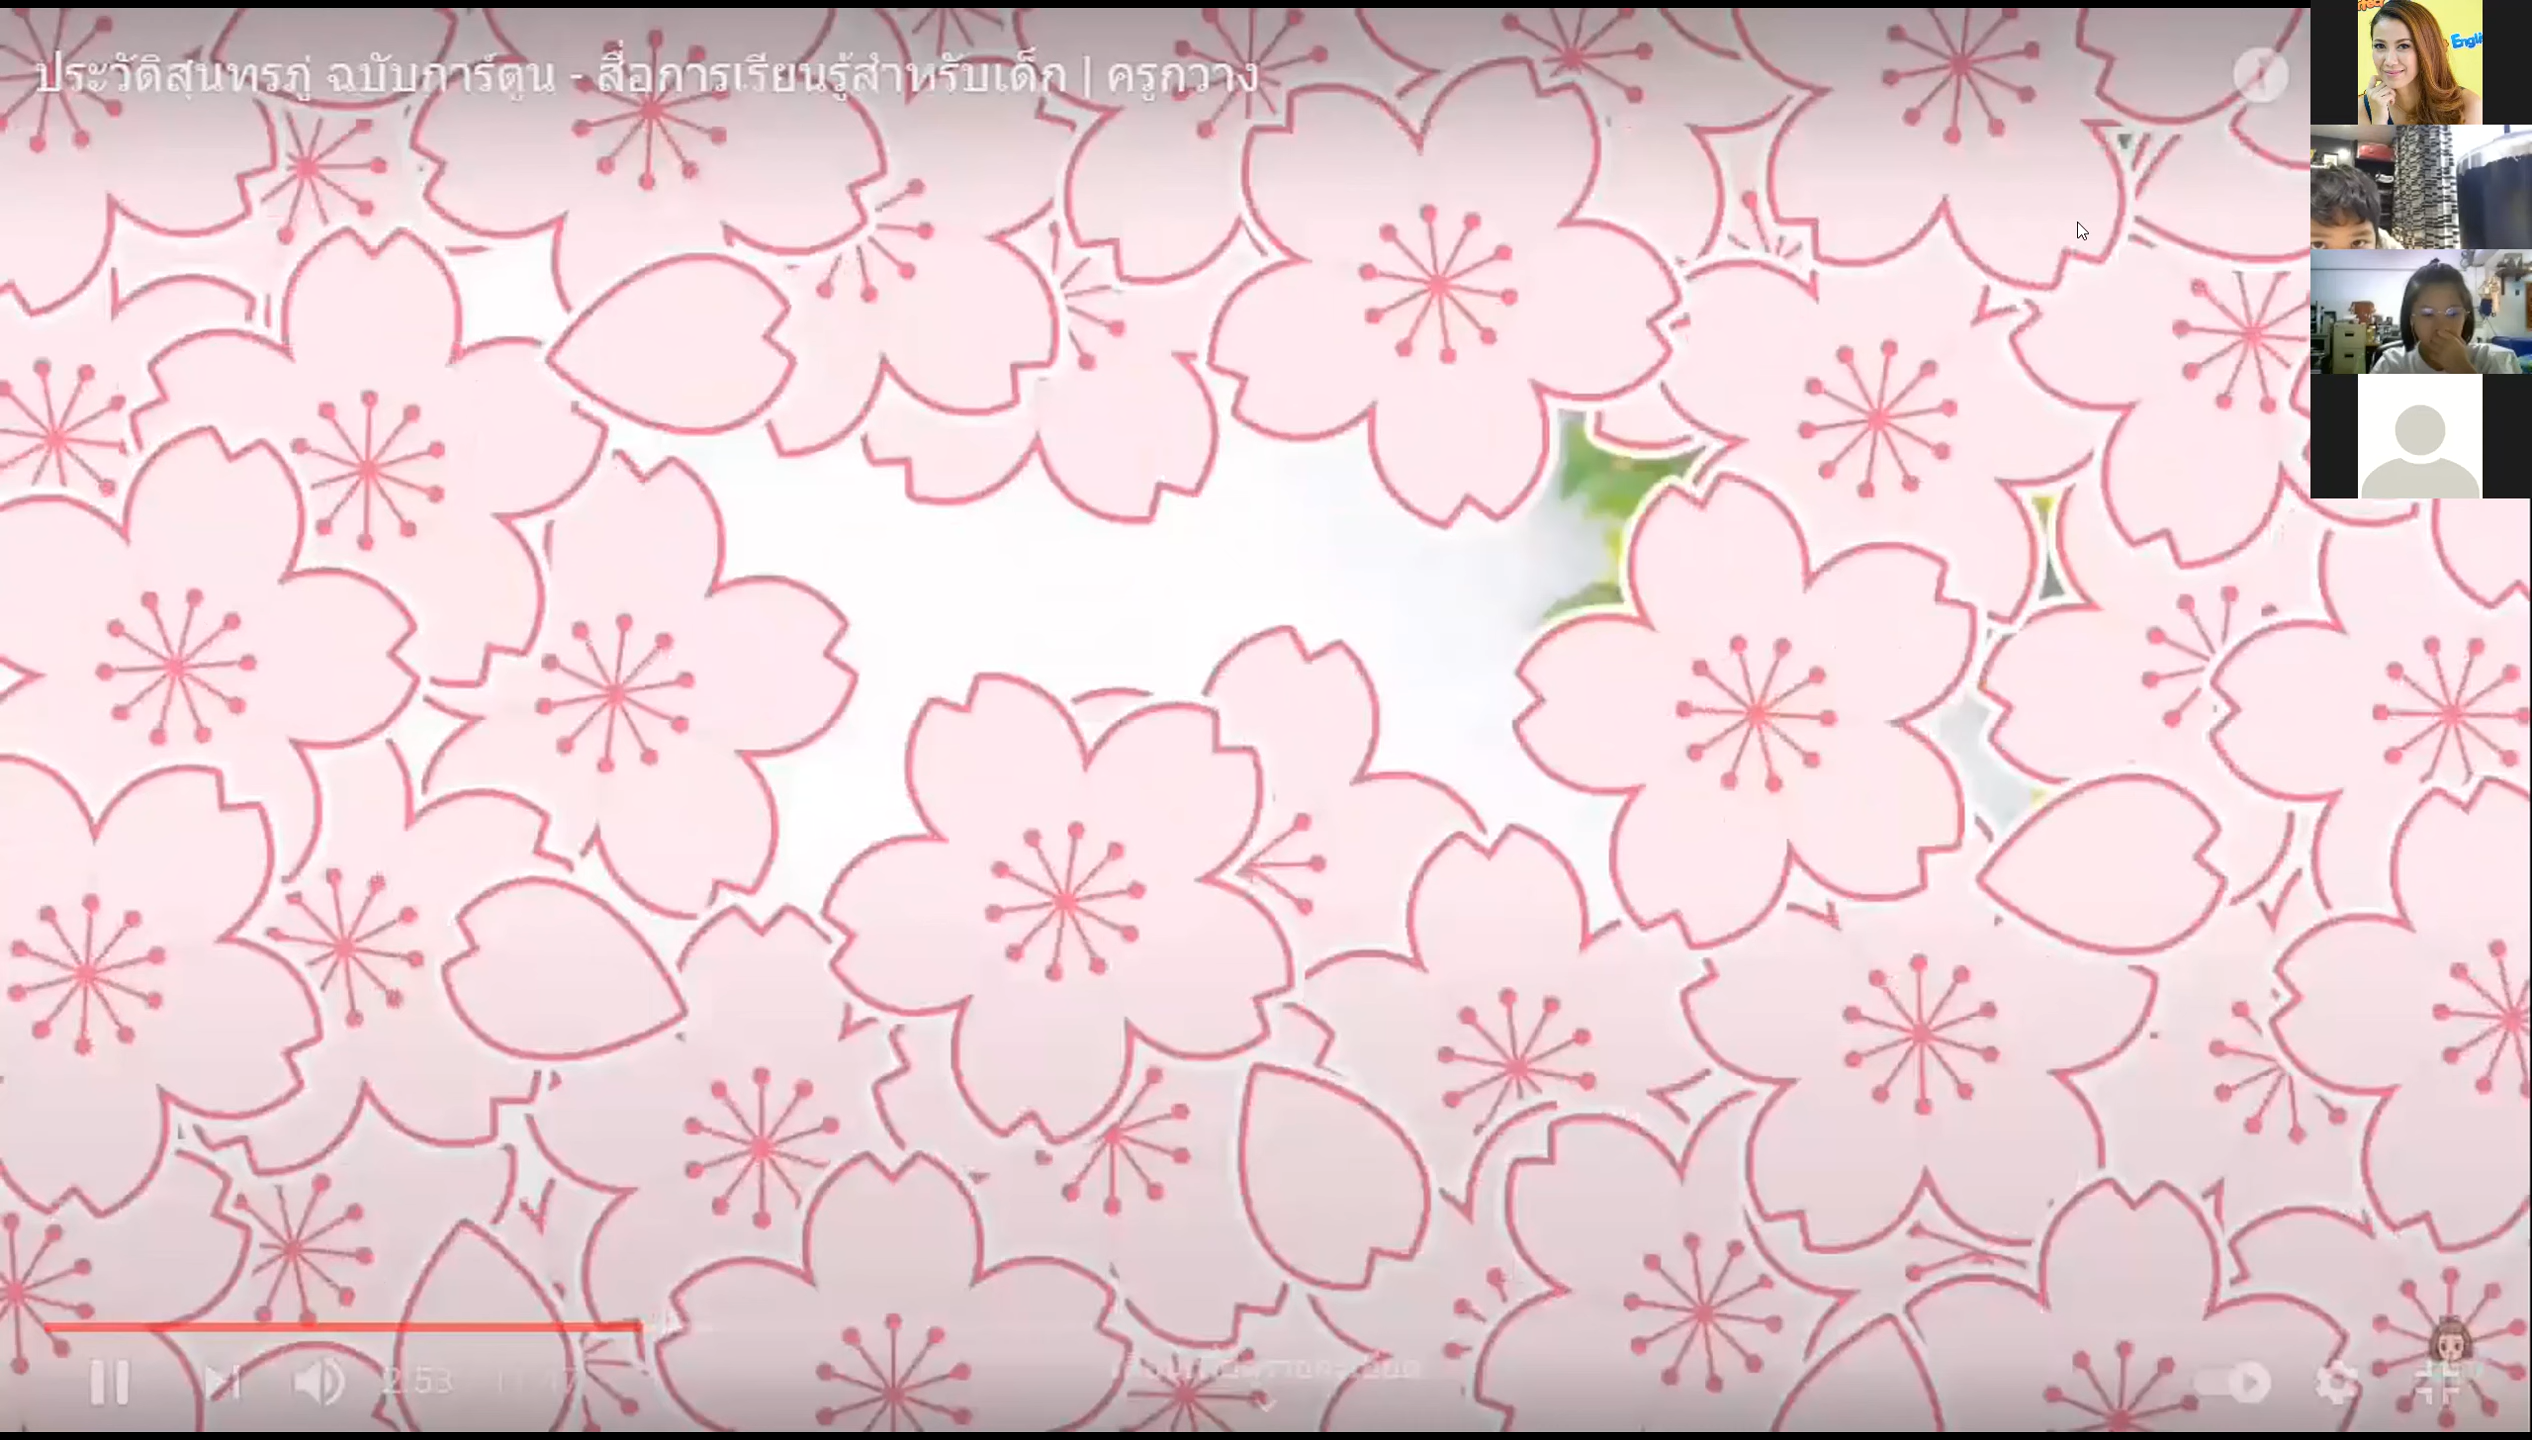 ประวัติสุนทรภู่ ฉบับการ์ตูน - สื่อการเรียนรู้สำหรับเด็ก | ครูกวาง
2:53